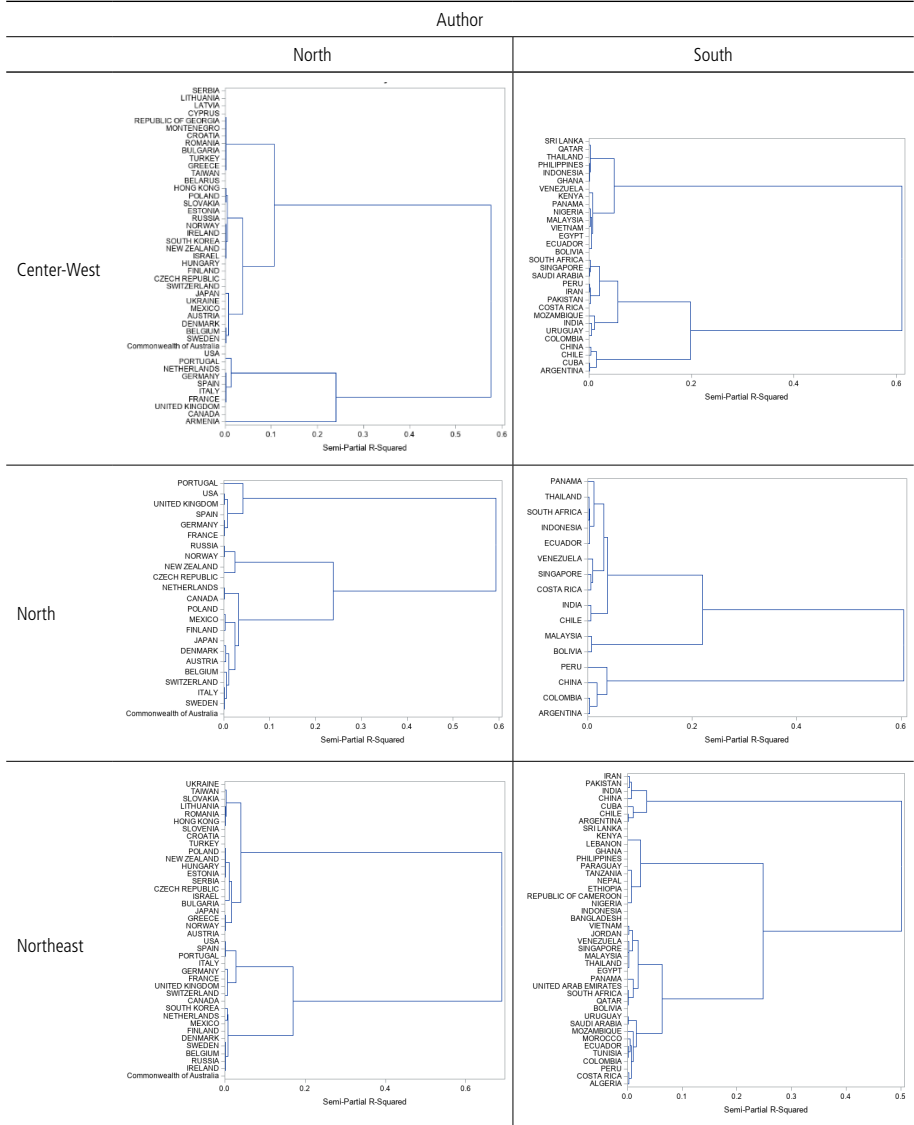 Author
North
South
Center-West
SERBIA
LITHUANIA
LATVIA
CYPRUS
REPUBLIC OF GEORGIA
MONTENEGRO
CROATIA
ROMANIA
BULGARIA
TURKEY
GREECE
TAIWAN
BELARUS
HONG KONG
POLAND
SLOVAKIA
ESTONIA
RUSSIA
NORWAY
IRELAND
SOUTH KOREA
NEW ZEALAND
ISRAEL
HUNGARY
FINLAND
CZECH REPUBLIC
SWITZERLAND
JAPAN
UKRAINE
MEXICO
AUSTRIA
DENMARK
BELGIUM
SWEDEN
Commonwealth of Australia
USA
PORTUGAL
NETHERLANDS
GERMANY
SPAIN
ITALY
FRANCE
UNITED KINGDOM
CANADA
ARMENIA
0.0 0.1 0.2 0.3 0.4 0.5 0.6
Semi-Partial R-Squared
SRI LANKA
QATAR
THAILAND
PHILIPPINES
INDONESIA
GHANA
VENEZUELA
KENYA
PANAMA
NIGERIA
MALAYSIA
VIETNAM
EGYPT
ECUADOR
BOLIVIA
SOUTH AFRICA
SINGAPORE
SAUDI ARABIA
PERU
IRAN
PAKISTAN
COSTA RICA
MOZAMBIQUE
INDIA
URUGUAY
COLOMBIA
CHINA
CHILE
CUBA
ARGENTINA
0.0 0.2 0.4 0.6
Semi-Partial R-Squared
North
PORTUGAL
USA
UNITED KINGDOM
SPAIN
GERMANY
FRANCE
RUSSIA
NORWAY
NEW ZEALAND
CZECH REPUBLIC
NETHERLANDS
CANADA
POLAND
MEXICO
FINLAND
JAPAN
DENMARK
AUSTRIA
BELGIUM
SWITZERLAND
ITALY
SWEDEN
Commonwealth of Australia
0.0 0.1 0.2 0.3 0.4 0.5 0.6
Semi-Partial R-Squared
PANAMA
THAILAND
SOUTH AFRICA
INDONESIA
ECUADOR
VENEZUELA
SINGAPORE
COSTA RICA
INDIA
CHILE
MALAYSIA
BOLIVIA
PERU
CHINA
COLOMBIA
ARGENTINA
0.0 0.2 0.4 0.6
Semi-Partial R-Squared
Northeast
UKRAINE
TAIWAN
SLOVAKIA
LITHUANIA
ROMANIA
HONG KONG
SLOVENIA
CROATIA
TURKEY
POLAND
NEW ZEALAND
HUNGARY
ESTONIA
SERBIA
CZECH REPUBLIC
ISRAEL
BULGARIA
JAPAN
GREECE
NORWAY
AUSTRIA
USA
SPAIN
PORTUGAL
ITALY
GERMANY
FRANCE
UNITED KINGDOM
SWITZERLAND
CANADA
SOUTH KOREA
NETHERLANDS
MEXICO
FINLAND
DENMARK
SWEDEN
BELGIUM
RUSSIA
IRELAND
Commonwealth of Australia
0.0 0.2 0.4 0.6
Semi-Partial R-Squared
IRAN
PAKISTAN
INDIA
CHINA
CUBA
CHILE
ARGENTINA
SRI LANKA
KENYA
LEBANON
GHANA
PHILIPPINES
PARAGUAY
TANZANIA
NEPAL
ETHIOPIA
REPUBLIC OF CAMEROON
NIGERIA
INDONESIA
BANGLADESH
VIETNAM
JORDAN
VENEZUELA
SINGAPORE
MALAYSIA
THAILAND
EGYPT
PANAMA
UNITED ARAB EMIRATES
SOUTH AFRICA
QATAR
BOLIVIA
URUGUAY
SAUDI ARABIA
MOZAMBIQUE
MOROCCO
ECUADOR
TUNISIA
COLOMBIA
PERU
COSTA RICA
ALGERIA
0.0 0.1 0.2 0.3 0.4 0.5
Semi-Partial R-Squared